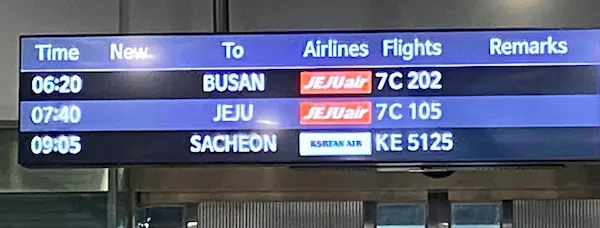 Time New To Airlines Flights Remarks
06:20 BUSAN JEJUair 7C 202
07:40 JEJU JEJUair 7C 105
09:05 SACHEON KOREAN AIR KE 5125